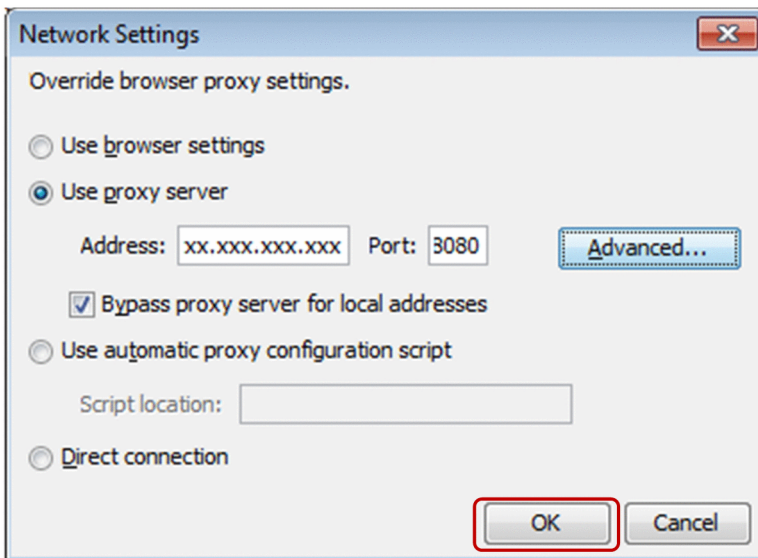 Network Settings
Override browser proxy settings.
Use browser settings
Use proxy server
Address: xx.xxx.xxx.xxx Port: 8080 Advanced...
Bypass proxy server for local addresses
Use automatic proxy configuration script
Script location:
Direct connection
OK Cancel